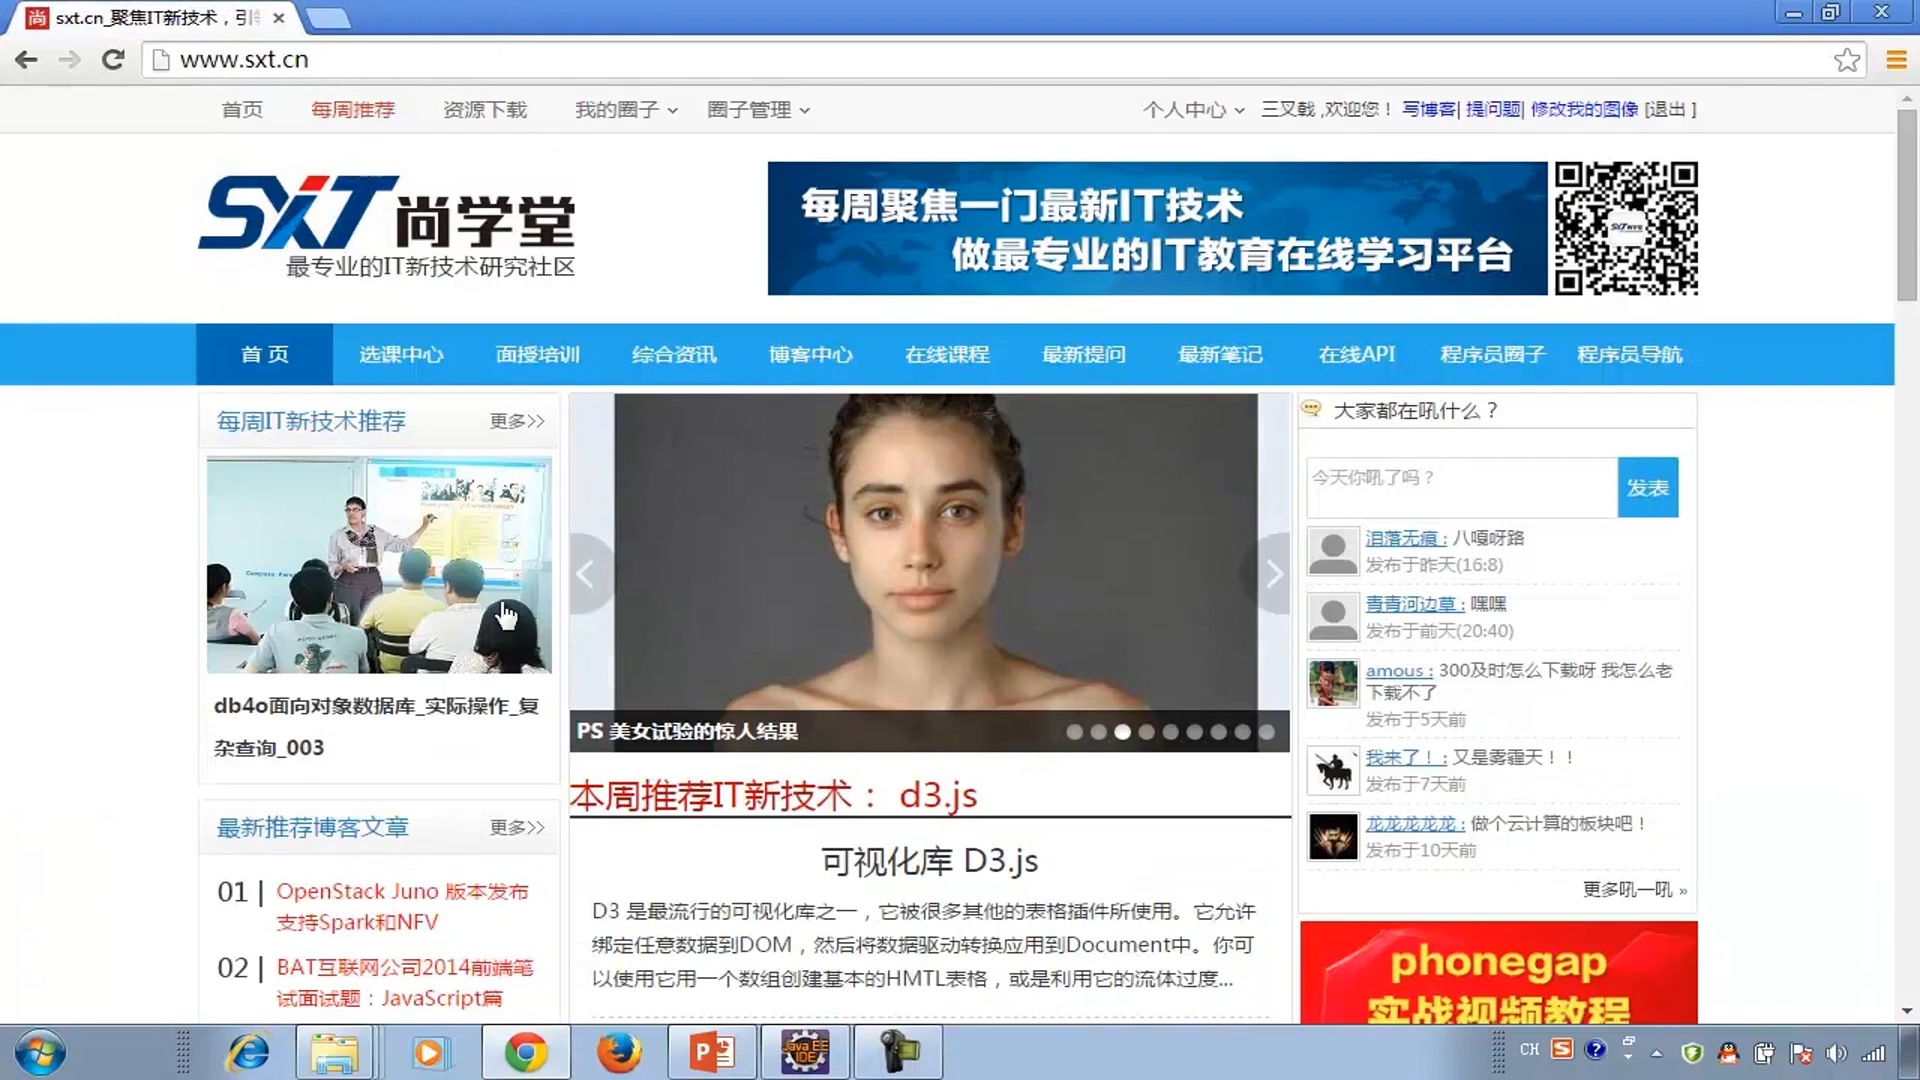 sxt.cn_聚焦IT新技术，引
www.sxt.cn
首页 每周推荐 资源下载 我的圈子 圈子管理 个人中心 三叉戟 ,欢迎您！ 写博客| 提问题| 修改我的图像 [退出 ]
SXT 尚学堂
最专业的IT新技术研究社区
每周聚焦一门最新IT技术
做最专业的IT教育在线学习平台
首 页 选课中心 面授培训 综合资讯 博客中心 在线课程 最新提问 最新笔记 在线API 程序员圈子 程序员导航
每周IT新技术推荐 更多>>
db4o面向对象数据库_实际操作_复
杂查询_003
最新推荐博客文章 更多>>
01 | OpenStack Juno 版本发布
支持Spark和NFV
02 | BAT互联网公司2014前端笔
试面试题：JavaScript篇
PS 美女试验的惊人结果
本周推荐IT新技术： d3.js
可视化库 D3.js
D3 是最流行的可视化库之一，它被很多其他的表格插件所使用。它允许
绑定任意数据到DOM，然后将数据驱动转换应用到Document中。你可
以使用它用一个数组创建基本的HMTL表格，或是利用它的流体过度...
大家都在吼什么？
今天你吼了吗？ 发表
泪落无痕 : 八嘎呀路
发布于昨天(16:8)
青青河边草 : 嘿嘿
发布于前天(20:40)
amous : 300及时怎么下载呀 我怎么老
下载不了
发布于5天前
我来了！ : 又是雾霾天！！
发布于7天前
龙龙龙龙龙 : 做个云计算的板块吧！
发布于10天前
更多吼一吼 »
phonegap
实战视频教程
Java EE
IDE
CH